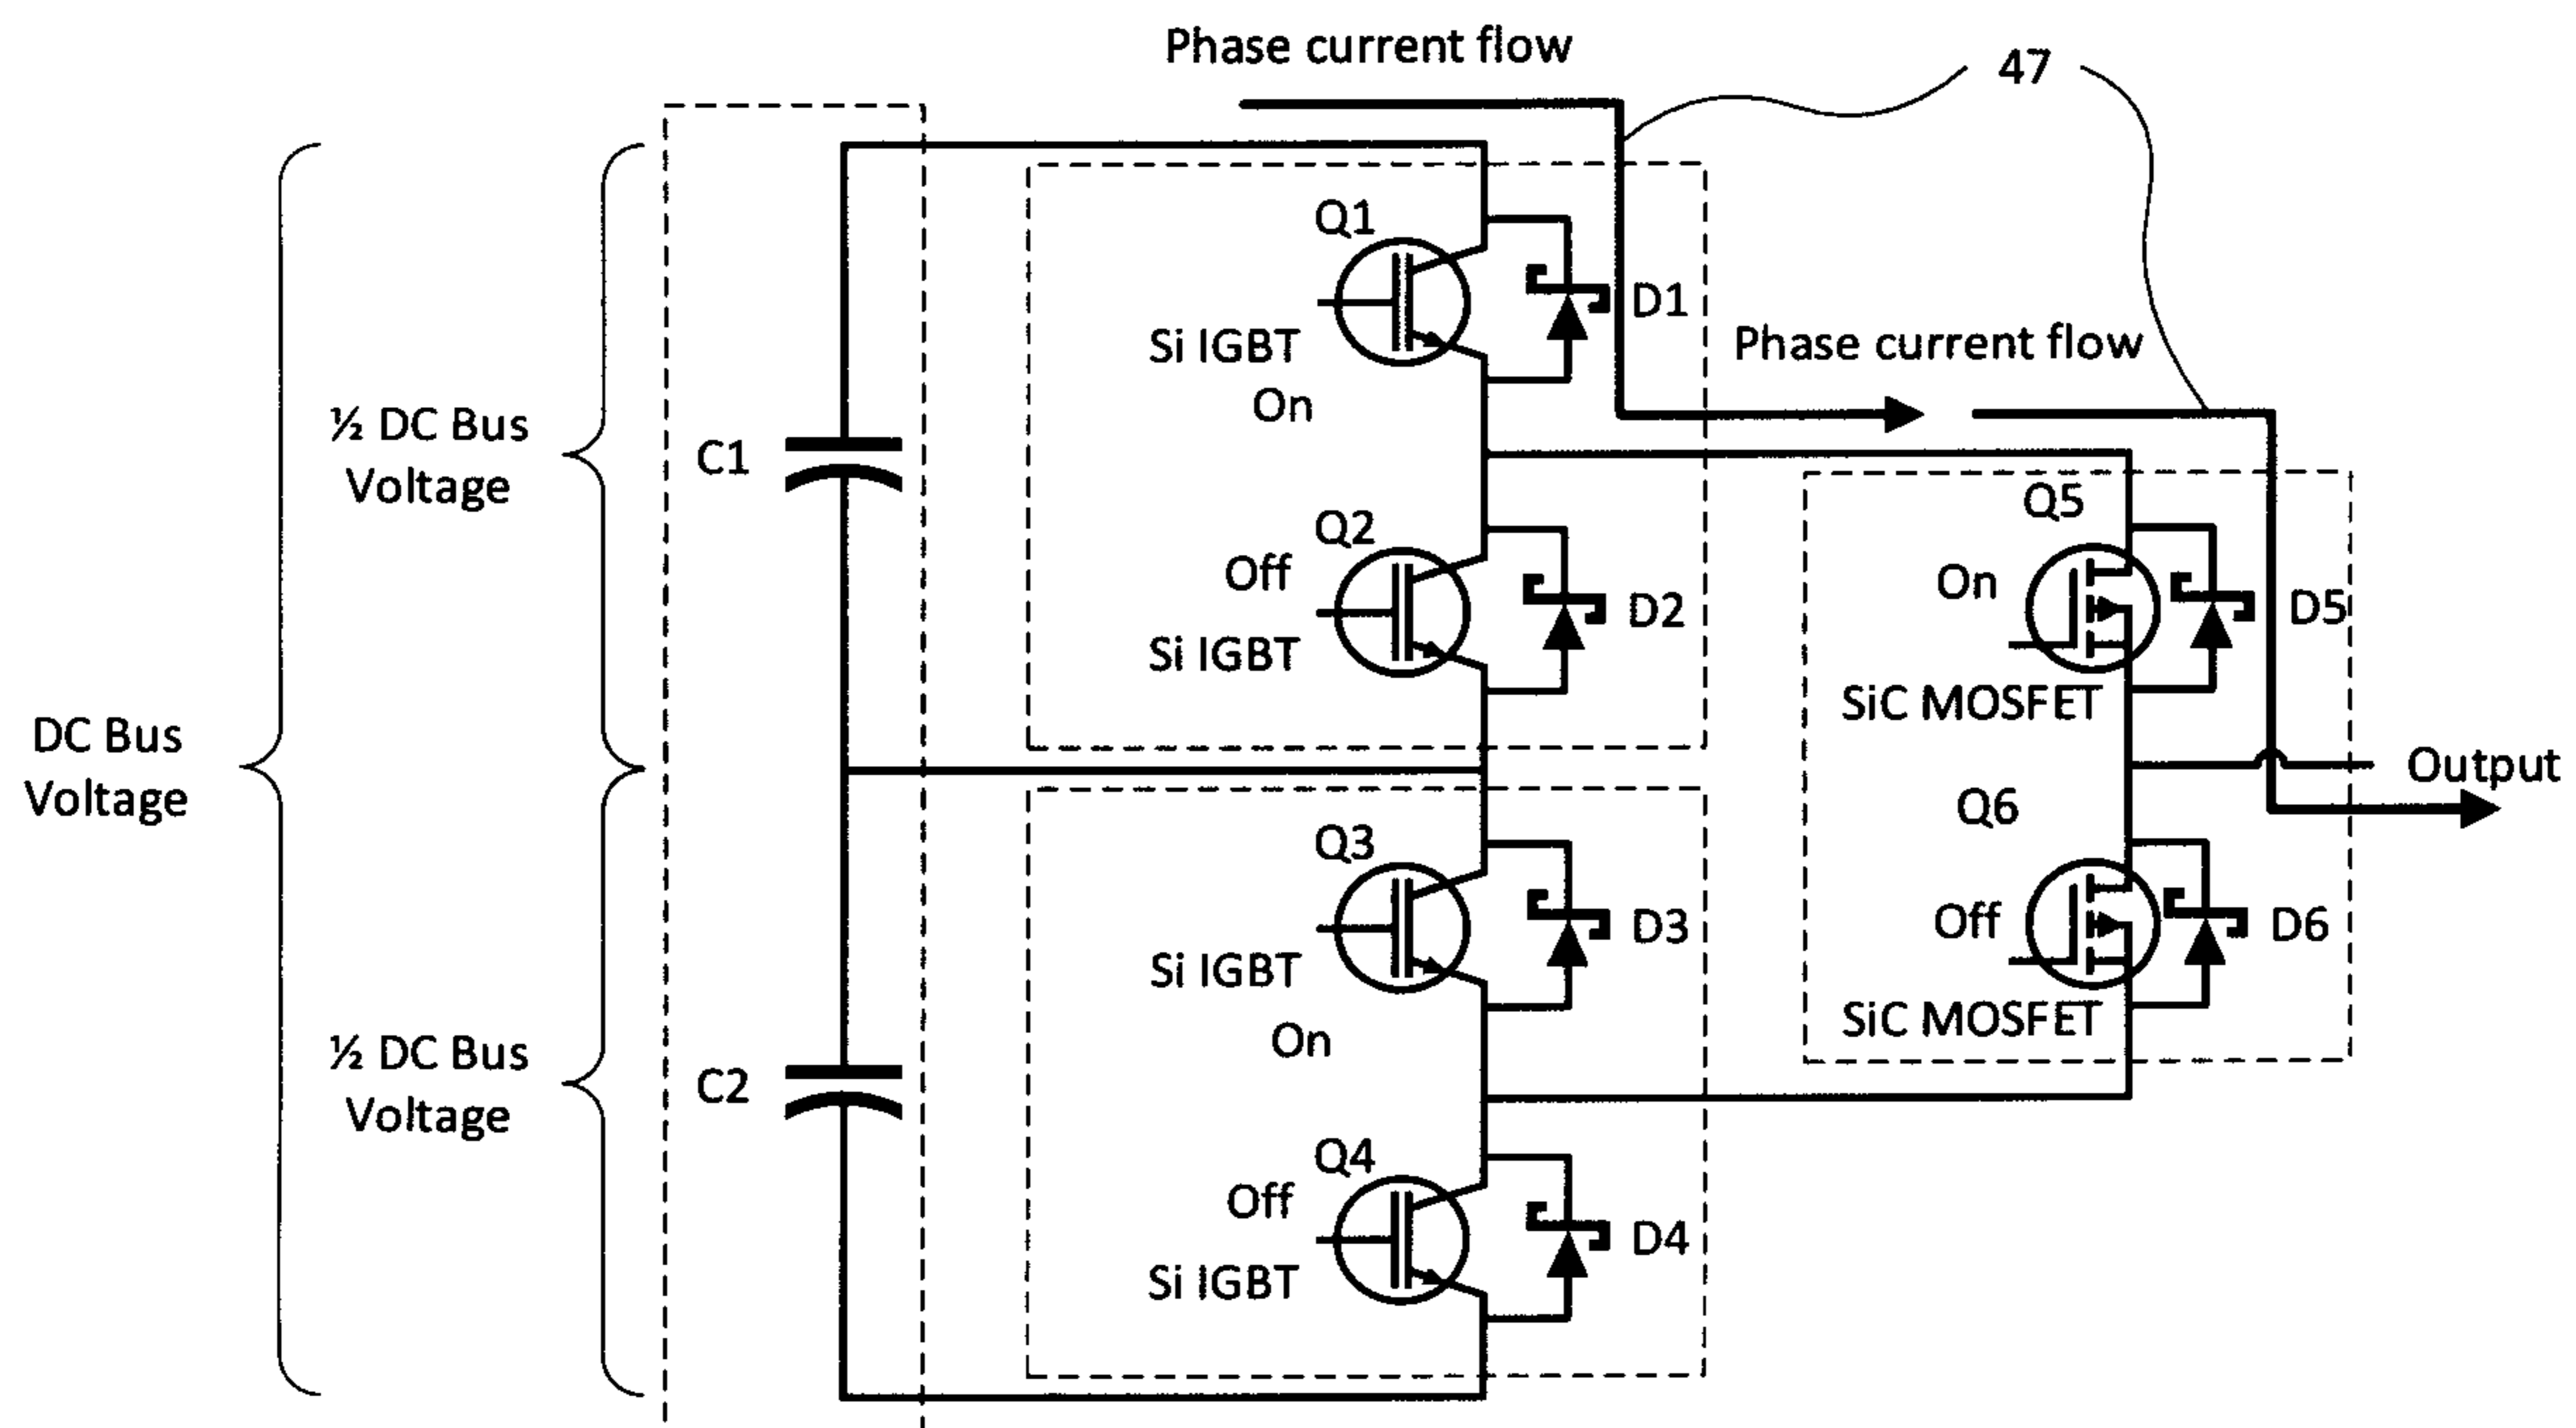 Phase current flow
47
Q1
D1
Si IGBT
On
Phase current flow
½ DC Bus
Voltage
C1
Q2
Off
D2
Si IGBT
Q5
On
D5
SiC MOSFET
DC Bus
Voltage
Output
Q6
Q3
D3
Si IGBT
On
Off
D6
SiC MOSFET
½ DC Bus
Voltage
C2
Q4
Off
D4
Si IGBT